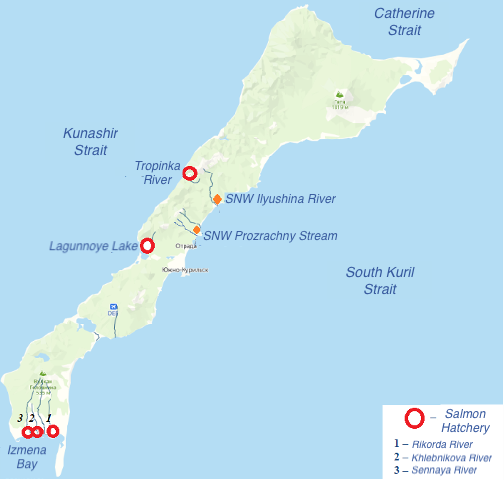 Catherine
Strait
Kunashir
Strait
Tropinka
River
SNW Ilyushina River
SNW Prozrachny Stream
Lagunnoye Lake
Отрада
Южно-Курильск
South Kuril
Strait
DEE
3 2 1
Izmena
Bay
– Salmon
Hatchery
1 – Rikorda River
2 – Khlebnikova River
3 – Sennaya River